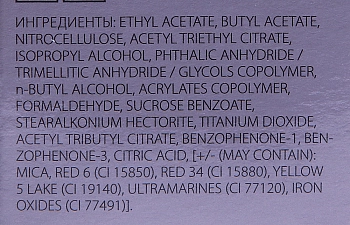 ИНГРЕДИЕНТЫ: ETHYL ACETATE, BUTYL ACETATE,
NITROCELLULOSE, ACETYL TRIETHYL CITRATE,
ISOPROPYL ALCOHOL, PHTHALIC ANHYDRIDE /
TRIMELLITIC ANHYDRIDE / GLYCOLS COPOLYMER,
n-BUTYL ALCOHOL, ACRYLATES COPOLYMER,
FORMALDEHYDE, SUCROSE BENZOATE,
STEARALKONIUM HECTORITE, TITANIUM DIOXIDE,
ACETYL TRIBUTYL CITRATE, BENZOPHENONE-1, BEN-
ZOPHENONE-3, CITRIC ACID, [+/- (MAY CONTAIN):
MICA, RED 6 (CI 15850), RED 34 (CI 15880), YELLOW
5 LAKE (CI 19140), ULTRAMARINES (CI 77120), IRON
OXIDES (CI 77491)].